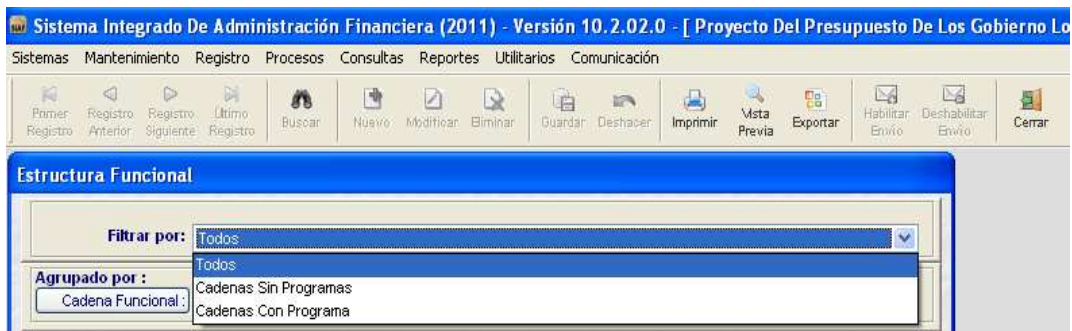 Sistema Integrado De Administración Financiera (2011) - Versión 10.2.02.0 - [ Proyecto Del Presupuesto De Los Gobierno Lo
Sistemas Mantenimiento Registro Procesos Consultas Reportes Utilitarios Comunicación
Primer Registro Registro Anterior Registro Siguiente Último Registro Buscar Nuevo Modificar Eliminar Guardar Deshacer Imprimir Vista Previa Exportar Habilitar Envío Deshabilitar Envío Cerrar
Estructura Funcional
Filtrar por: Todos
Todos
Agrupado por :
Cadenas Sin Programas
Cadena Funcional :
Cadenas Con Programa